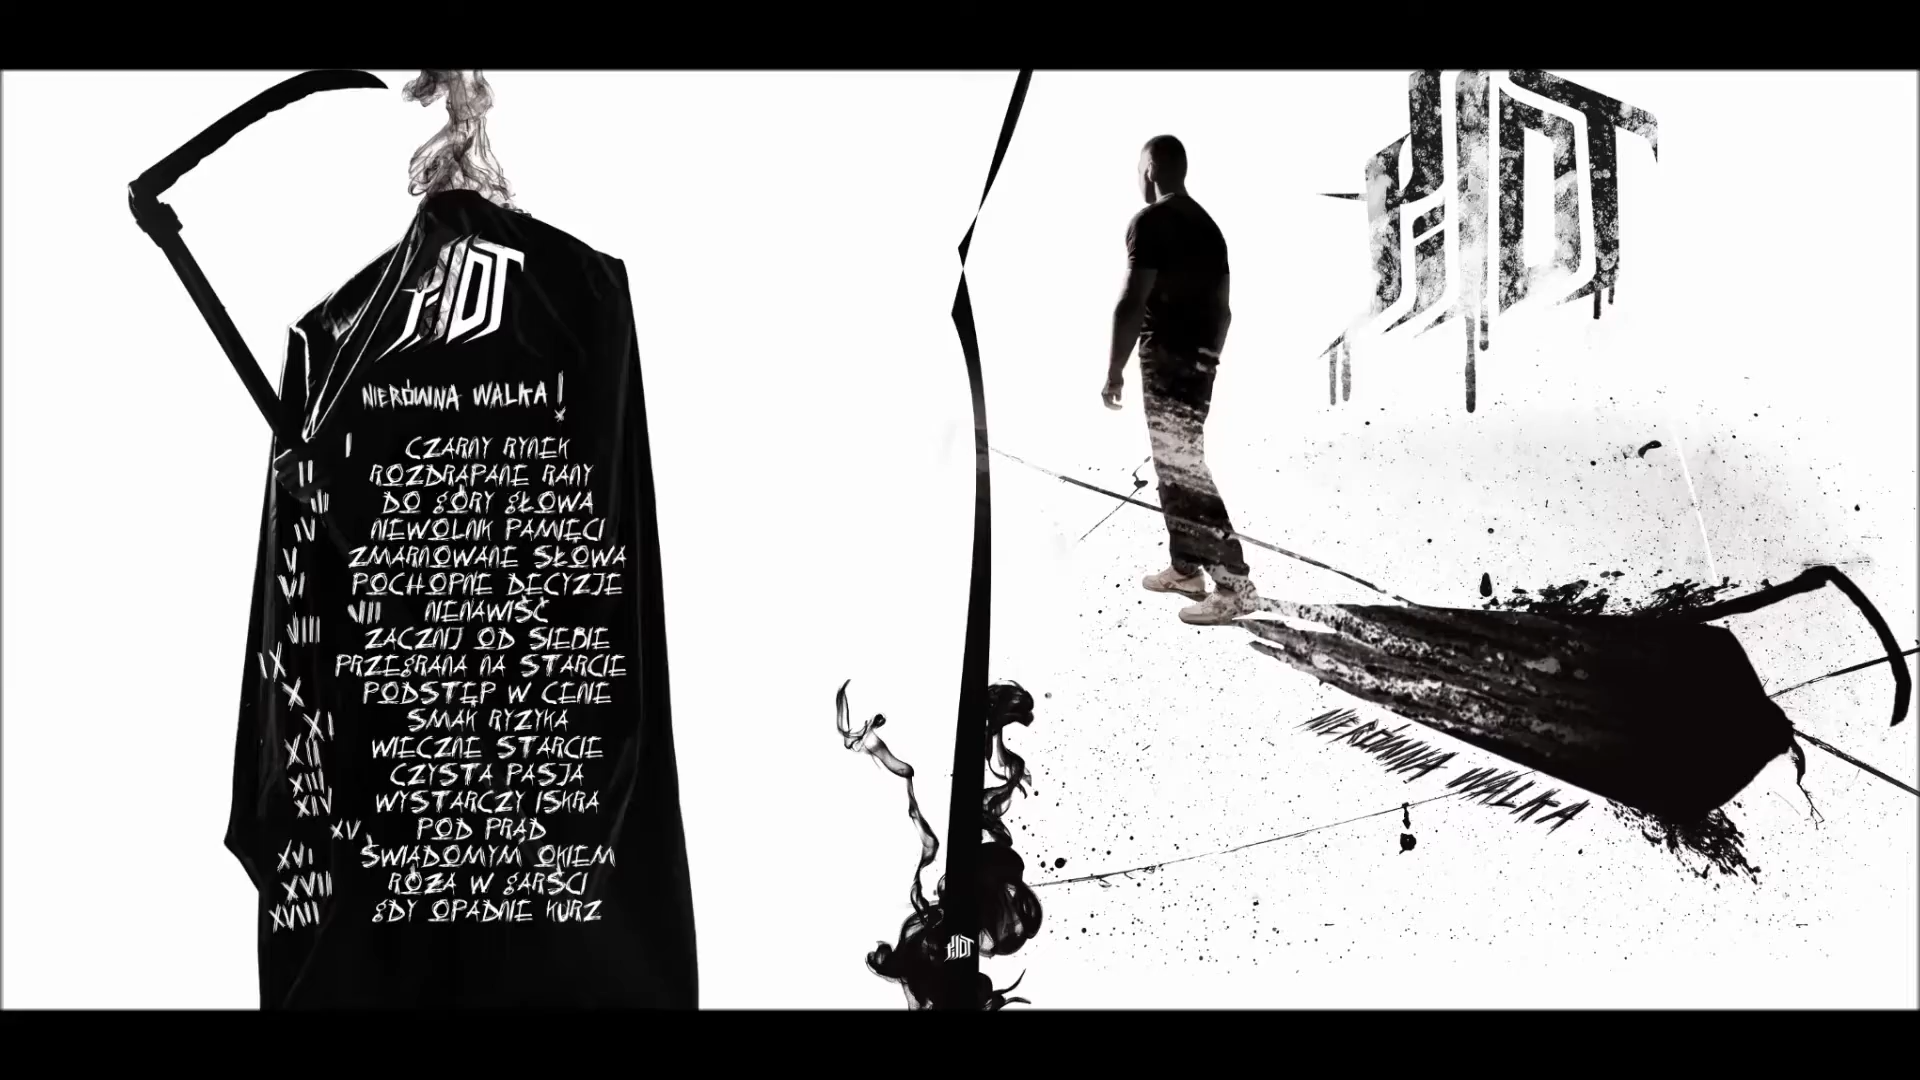 HDT
NIERÓWNA WALKA!
I CZARNY RYNEK
II ROZDRAPANE RANY
III DO GÓRY GŁOWA
IV NIEWOLNIK PAMIĘCI
V ZMARNOWANE SŁOWA
VI POCHOPNE DECYZJE
VII NIENAWIŚĆ
VIII ZACZNIJ OD SIEBIE
IX PRZEGRANA NA STARCIE
X PODSTĘP W CENIE
XI SMAK RYZYKA
XII WIECZNE STARCIE
XIII CZYSTA PASJA
XIV WYSTARCZY ISKRA
XV POD PRĄD
XVI ŚWIADOMYM OKIEM
XVII RÓŻA W GARŚCI
XVIII GDY OPADNIE KURZ
HDT
HDT
NIERÓWNA WALKA